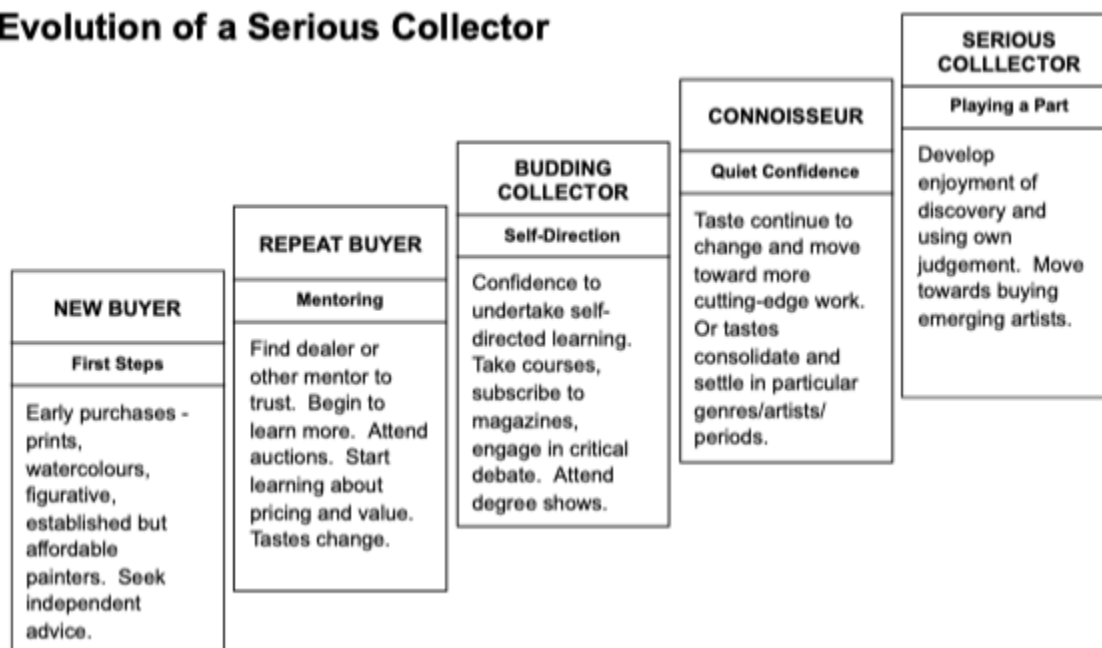 Evolution of a Serious Collector
NEW BUYER
First Steps
Early purchases -
prints,
watercolours,
figurative,
established but
affordable
painters. Seek
independent
advice.
REPEAT BUYER
Mentoring
Find dealer or
other mentor to
trust. Begin to
learn more. Attend
auctions. Start
learning about
pricing and value.
Tastes change.
BUDDING
COLLECTOR
Self-Direction
Confidence to
undertake self-
directed learning.
Take courses,
subscribe to
magazines,
engage in critical
debate. Attend
degree shows.
CONNOISSEUR
Quiet Confidence
Taste continue to
change and move
toward more
cutting-edge work.
Or tastes
consolidate and
settle in particular
genres/artists/
periods.
SERIOUS
COLLLECTOR
Playing a Part
Develop
enjoyment of
discovery and
using own
judgement. Move
towards buying
emerging artists.